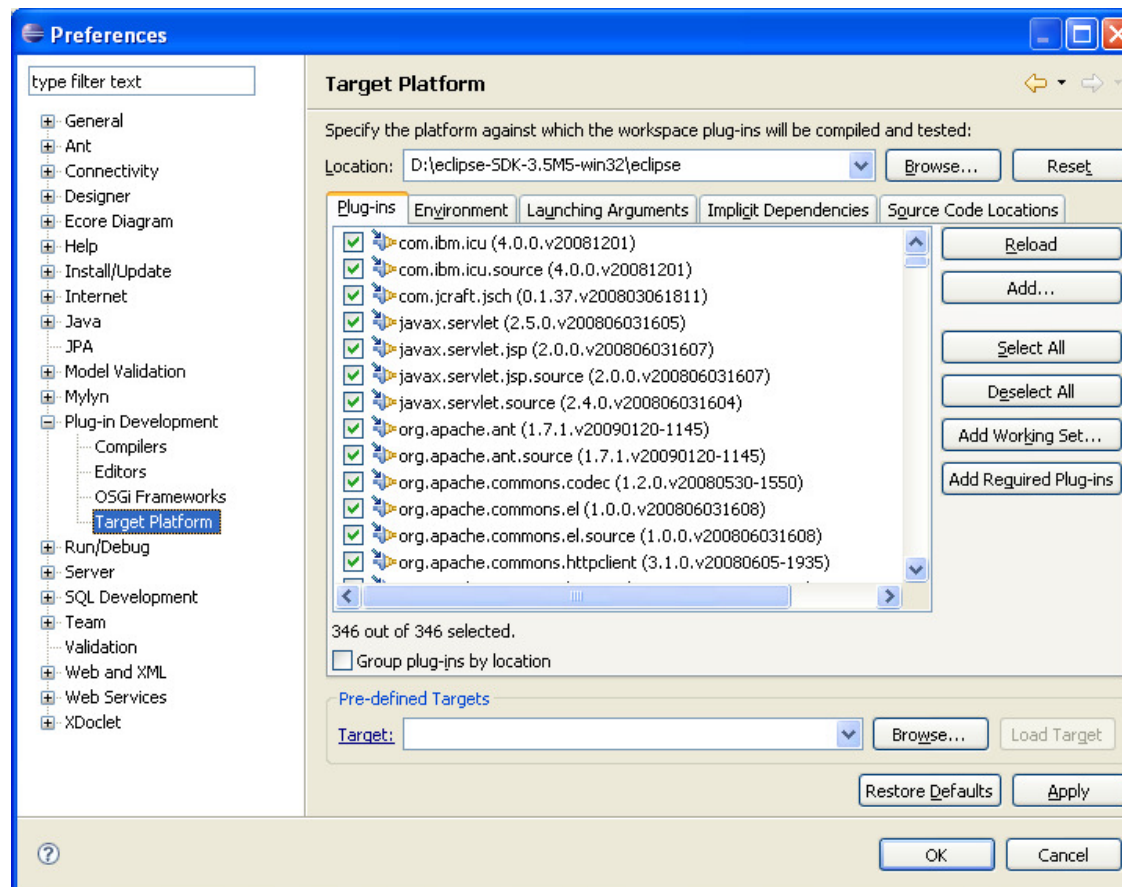 Preferences
type filter text
General
Ant
Connectivity
Designer
Ecore Diagram
Help
Install/Update
Internet
Java
JPA
Model Validation
Mylyn
Plug-in Development
Compilers
Editors
OSGi Frameworks
Target Platform
Run/Debug
Server
SQL Development
Team
Validation
Web and XML
Web Services
XDoclet
Target Platform
Specify the platform against which the workspace plug-ins will be compiled and tested:
Location: D:\eclipse-SDK-3.5M5-win32\eclipse Browse... Reset
Plug-ins Environment Launching Arguments Implicit Dependencies Source Code Locations
com.ibm.icu (4.0.0.v20081201)
com.ibm.icu.source (4.0.0.v20081201)
com.jcraft.jsch (0.1.37.v200803061811)
javax.servlet (2.5.0.v200806031605)
javax.servlet.jsp (2.0.0.v200806031607)
javax.servlet.jsp.source (2.0.0.v200806031607)
javax.servlet.source (2.4.0.v200806031604)
org.apache.ant (1.7.1.v20090120-1145)
org.apache.ant.source (1.7.1.v20090120-1145)
org.apache.commons.codec (1.2.0.v20080530-1550)
org.apache.commons.el (1.0.0.v200806031608)
org.apache.commons.el.source (1.0.0.v200806031608)
org.apache.commons.httpclient (3.1.0.v20080605-1935)
Reload
Add...
Select All
Deselect All
Add Working Set...
Add Required Plug-ins
346 out of 346 selected.
Group plug-ins by location
Pre-defined Targets
Target: Browse... Load Target
Restore Defaults Apply
? OK Cancel